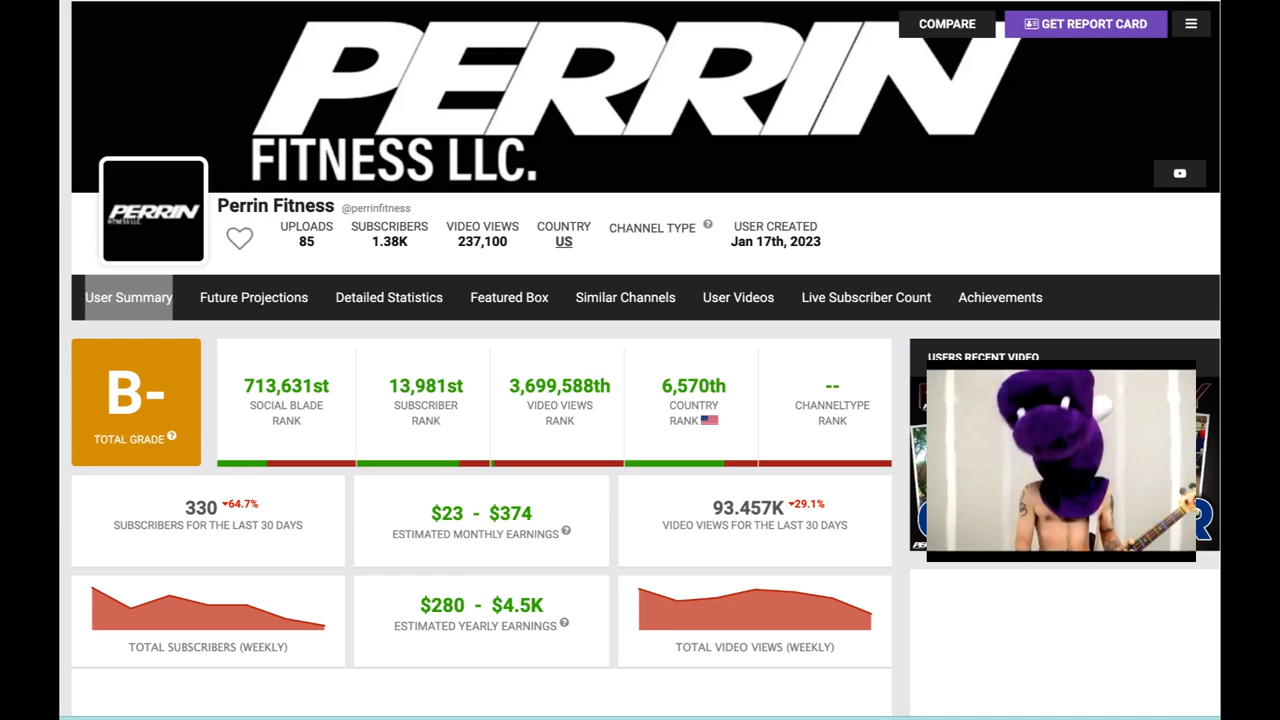 PERRIN
FITNESS LLC.
COMPARE
GET REPORT CARD
PERRIN
FITNESS LLC.
Perrin Fitness @perrinfitness
UPLOADS
85
SUBSCRIBERS
1.38K
VIDEO VIEWS
237,100
COUNTRY
US
CHANNEL TYPE ?
USER CREATED
Jan 17th, 2023
User Summary Future Projections Detailed Statistics Featured Box Similar Channels User Videos Live Subscriber Count Achievements
B-
TOTAL GRADE ?
713,631st
SOCIAL BLADE
RANK
13,981st
SUBSCRIBER
RANK
3,699,588th
VIDEO VIEWS
RANK
6,570th
COUNTRY
RANK
--
CHANNELTYPE
RANK
USERS RECENT VIDEO
330 -64.7%
SUBSCRIBERS FOR THE LAST 30 DAYS
$23 - $374
ESTIMATED MONTHLY EARNINGS ?
93.457K -29.1%
VIDEO VIEWS FOR THE LAST 30 DAYS
TOTAL SUBSCRIBERS (WEEKLY)
$280 - $4.5K
ESTIMATED YEARLY EARNINGS ?
TOTAL VIDEO VIEWS (WEEKLY)